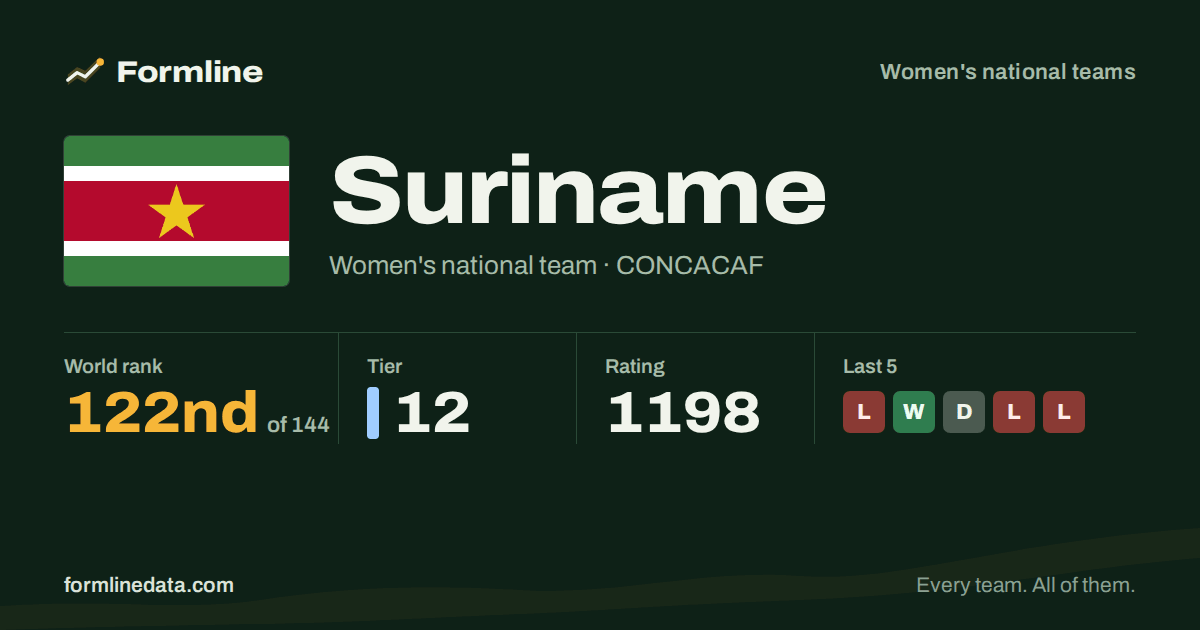 Formline
Women's national teams
Suriname
Women's national team · CONCACAF
World rank
122nd of 144
Tier
12
Rating
1198
Last 5
L W D L L
formlinedata.com
Every team. All of them.